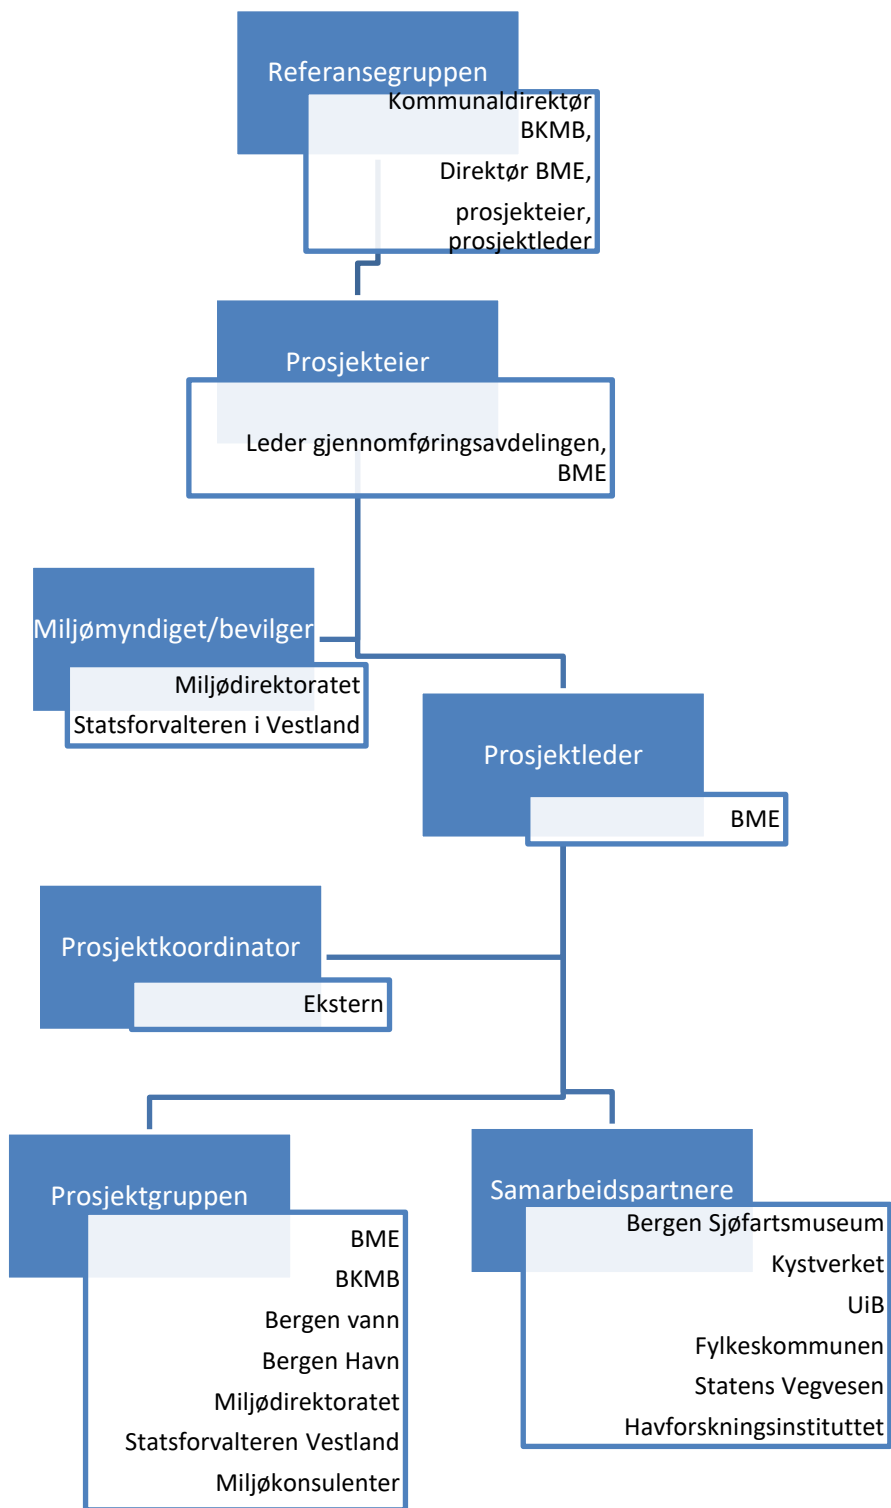 Referansegruppen
Kommunaldirektør
BKMB,
Direktør BME,
prosjekteier,
prosjektleder
Prosjekteier
Leder gjennomføringsavdelingen,
BME
Miljømyndiget/bevilger
Miljødirektoratet
Statsforvalteren i Vestland
Prosjektleder
BME
Prosjektkoordinator
Ekstern
Prosjektgruppen
BME
BKMB
Bergen vann
Bergen Havn
Miljødirektoratet
Statsforvalteren Vestland
Miljøkonsulenter
Samarbeidspartnere
Bergen Sjøfartsmuseum
Kystverket
UiB
Fylkeskommunen
Statens Vegvesen
Havforskningsinstituttet